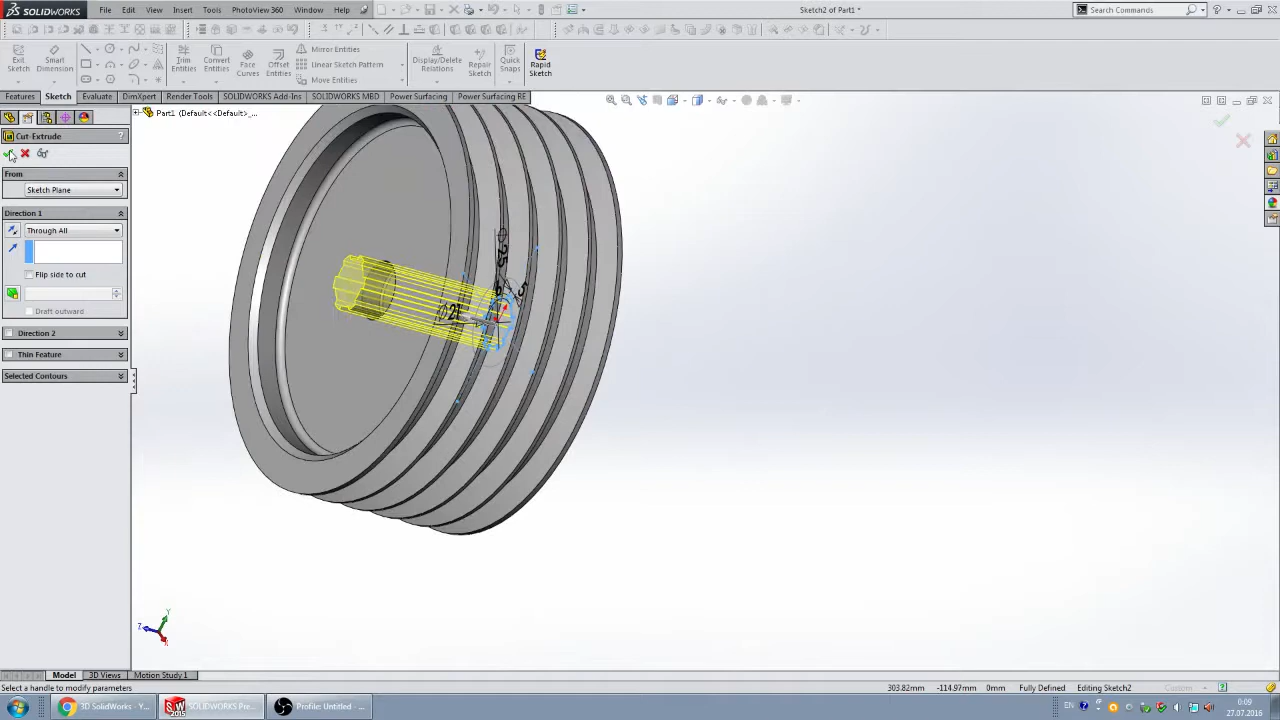 SOLIDWORKS
File Edit View Insert Tools PhotoView 360 Window Help
Sketch2 of Part1 *
Search Commands
Exit Sketch
Smart Dimension
Trim Entities
Convert Entities
Face Curves
Offset Entities
Mirror Entities
Linear Sketch Pattern
Move Entities
Display/Delete Relations
Repair Sketch
Quick Snaps
Rapid Sketch
Features Sketch Evaluate DimXpert Render Tools SOLIDWORKS Add-Ins SOLIDWORKS MBD Power Surfacing Power Surfacing RE
Part1 (Default<<Default>_...
Cut-Extrude ?
From
Sketch Plane
Direction 1
Through All
Flip side to cut
Draft outward
Direction 2
Thin Feature
Selected Contours
Ø25
5
Y
Z
X
Model 3D Views Motion Study 1
Select a handle to modify parameters
303.82mm -114.97mm 0mm Fully Defined Editing Sketch2 Custom
3D SolidWorks - Y...
SOLIDWORKS Pre...
Profile: Untitled - ...
EN
0:09
27.07.2016